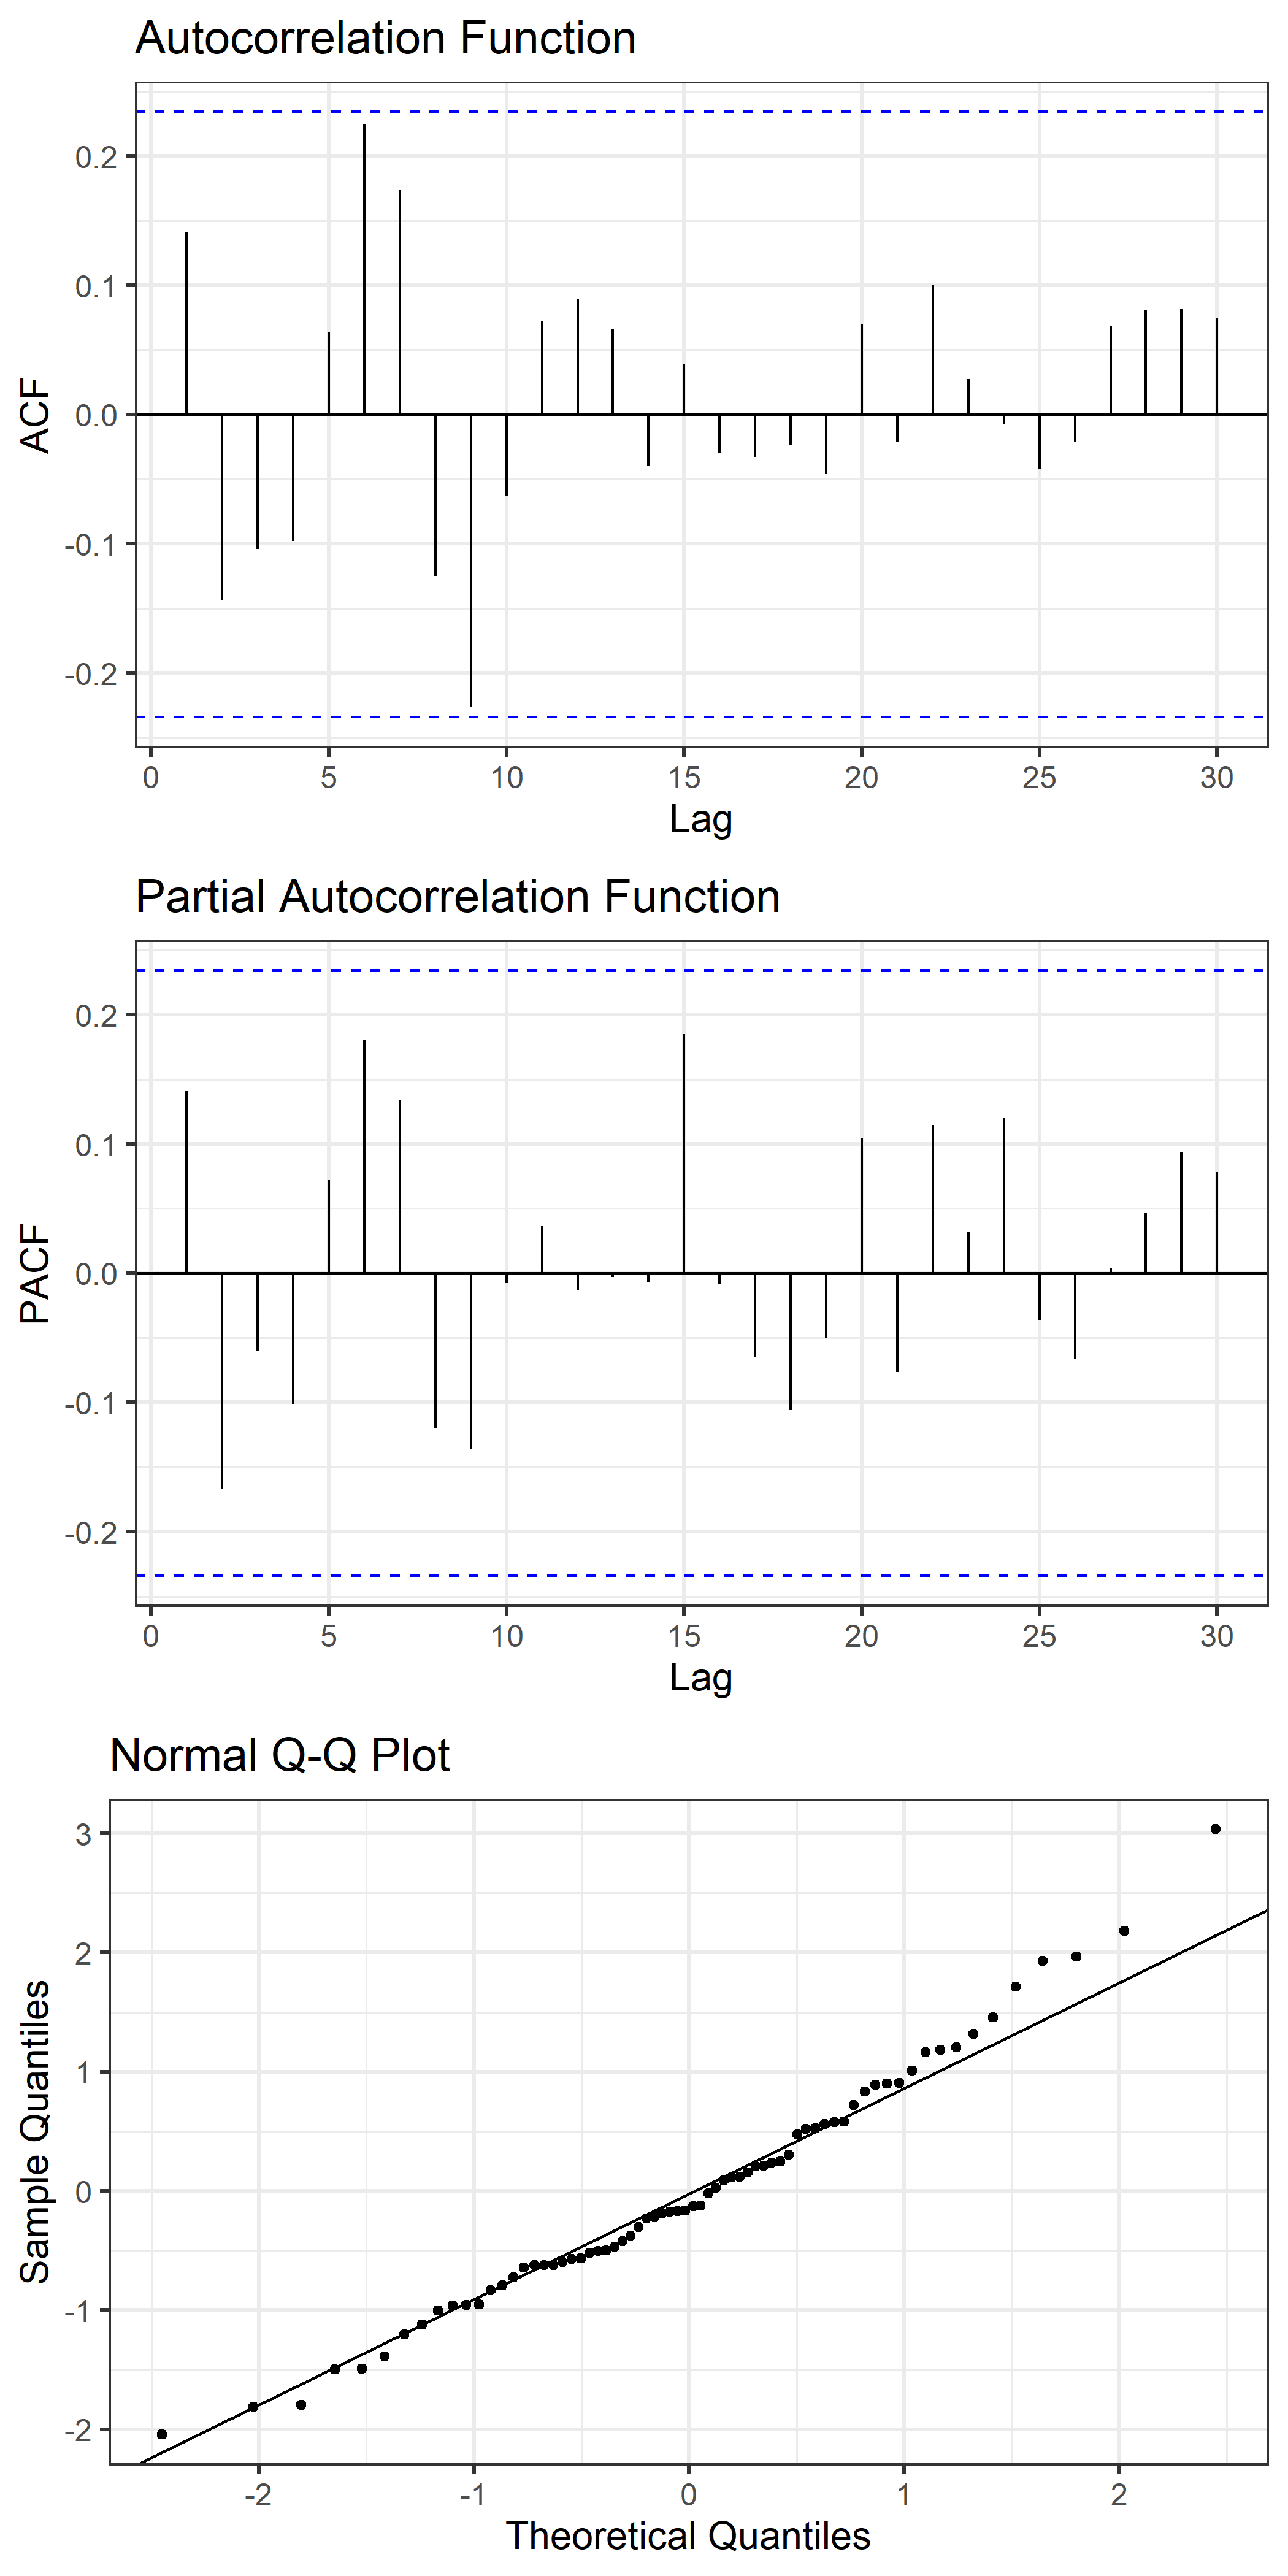 Autocorrelation Function
0.2
0.1
0.0
-0.1
-0.2
ACF
0 5 10 15 20 25 30
Lag
Partial Autocorrelation Function
0.2
0.1
0.0
-0.1
-0.2
PACF
0 5 10 15 20 25 30
Lag
Normal Q-Q Plot
3
2
1
0
-1
-2
Sample Quantiles
-2 -1 0 1 2
Theoretical Quantiles